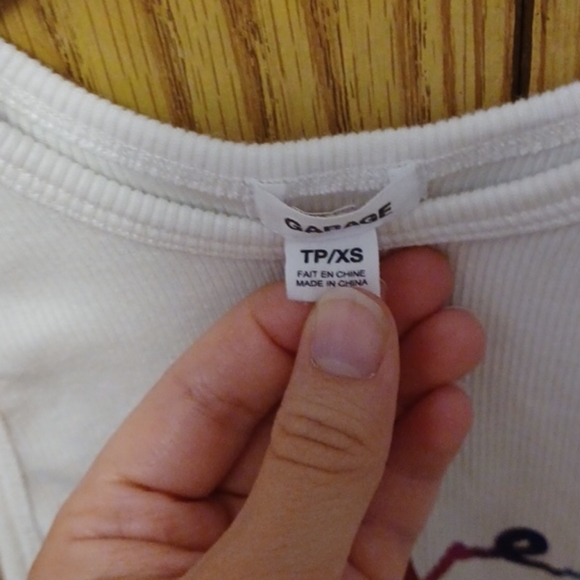 GARAGE
TP/XS
FAIT EN CHINE
MADE IN CHINA